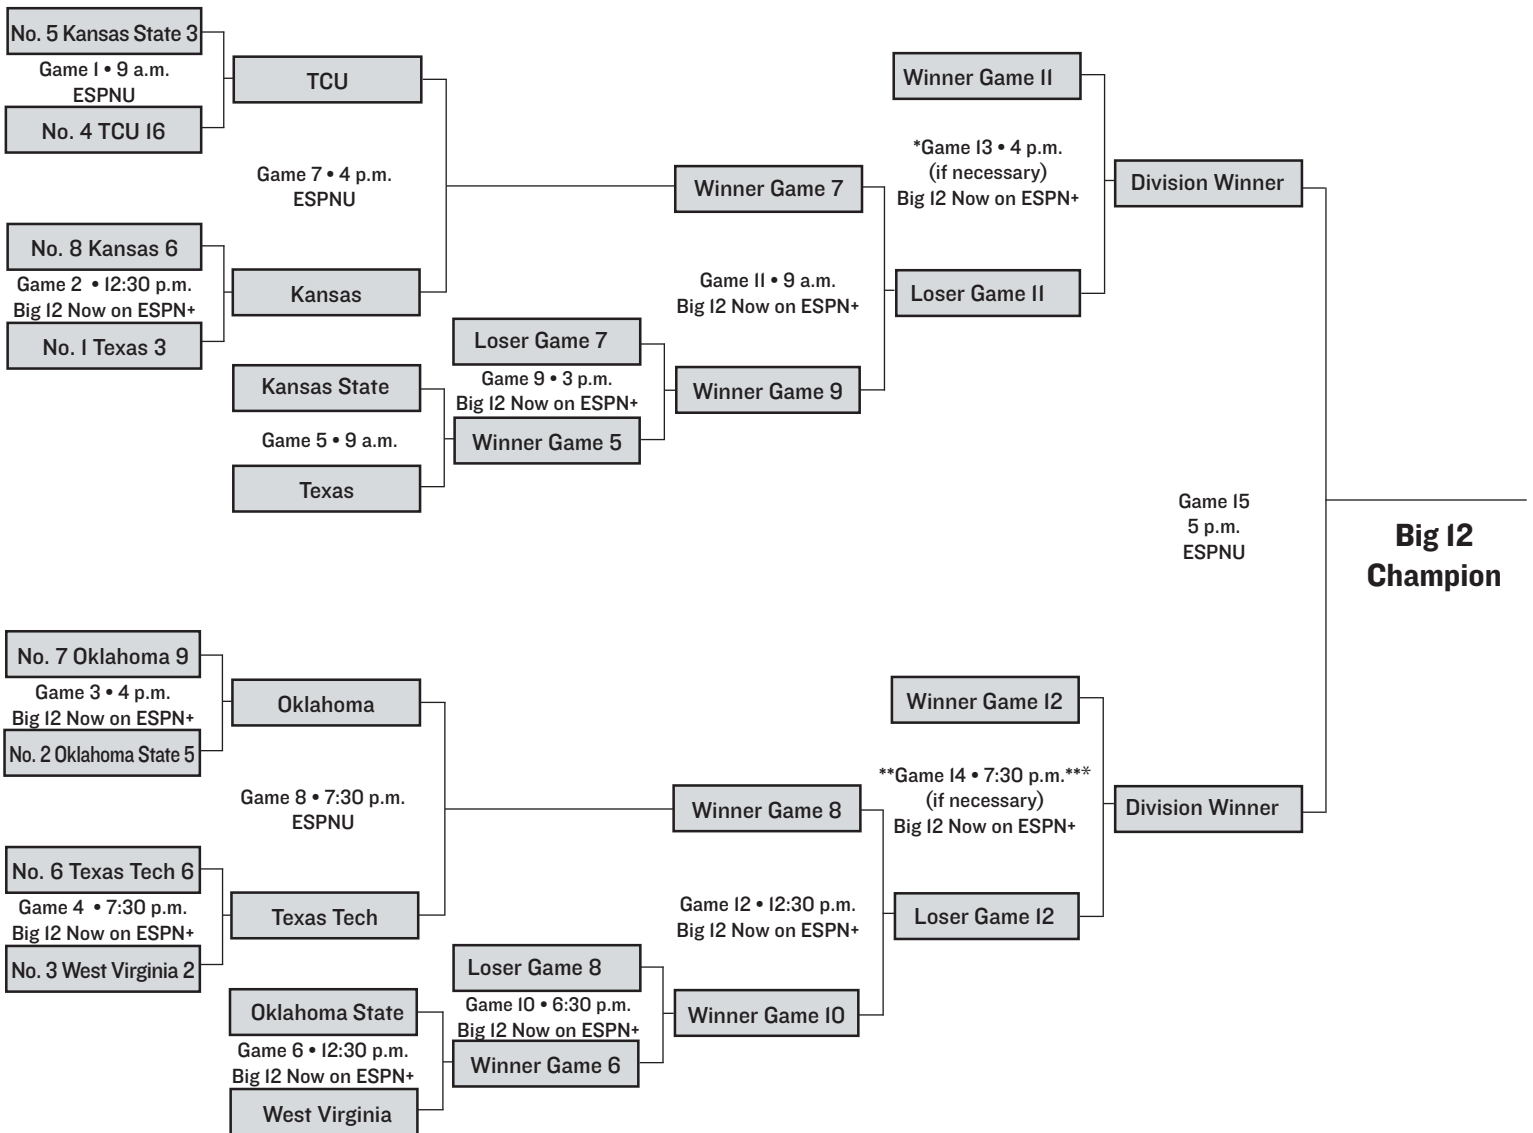 No. 5 Kansas State 3
Game 1 • 9 a.m.
ESPNU
No. 4 TCU 16
TCU
Game 7 • 4 p.m.
ESPNU
No. 8 Kansas 6
Game 2 • 12:30 p.m.
Big 12 Now on ESPN+
No. 1 Texas 3
Kansas
Kansas State
Game 5 • 9 a.m.
Texas
Loser Game 7
Game 9 • 3 p.m.
Big 12 Now on ESPN+
Winner Game 5
Winner Game 7
Game 11 • 9 a.m.
Big 12 Now on ESPN+
Winner Game 9
Winner Game 11
*Game 13 • 4 p.m.
(if necessary)
Big 12 Now on ESPN+
Loser Game 11
Division Winner
Game 15
5 p.m.
ESPNU
Big 12
Champion
No. 7 Oklahoma 9
Game 3 • 4 p.m.
Big 12 Now on ESPN+
No. 2 Oklahoma State 5
Oklahoma
Game 8 • 7:30 p.m.
ESPNU
No. 6 Texas Tech 6
Game 4 • 7:30 p.m.
Big 12 Now on ESPN+
No. 3 West Virginia 2
Texas Tech
Oklahoma State
Game 6 • 12:30 p.m.
Big 12 Now on ESPN+
West Virginia
Loser Game 8
Game 10 • 6:30 p.m.
Big 12 Now on ESPN+
Winner Game 6
Winner Game 8
Game 12 • 12:30 p.m.
Big 12 Now on ESPN+
Winner Game 10
Winner Game 12
**Game 14 • 7:30 p.m.***
(if necessary)
Big 12 Now on ESPN+
Loser Game 12
Division Winner